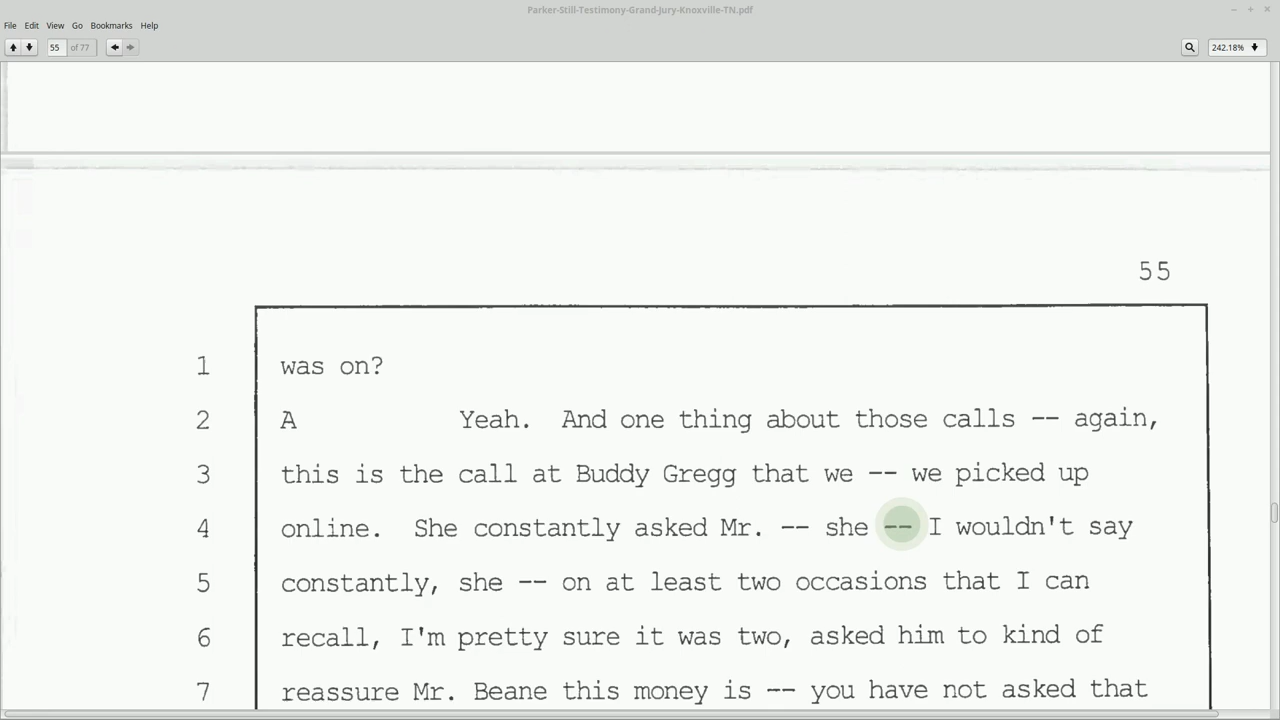 Parker-Still-Testimony-Grand-Jury-Knoxville-TN.pdf
File Edit View Go Bookmarks Help
55 of 77 242.18%
55
1 was on?
2 A Yeah. And one thing about those calls -- again,
3 this is the call at Buddy Gregg that we -- we picked up
4 online. She constantly asked Mr. -- she -- I wouldn't say
5 constantly, she -- on at least two occasions that I can
6 recall, I'm pretty sure it was two, asked him to kind of
7 reassure Mr. Beane this money is -- you have not asked that